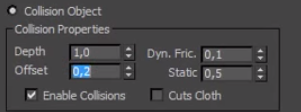 Collision Object
Collision Properties
Depth 1,0 Dyn. Fric. 0,1
Offset 0,2 Static 0,5
Enable Collisions Cuts Cloth